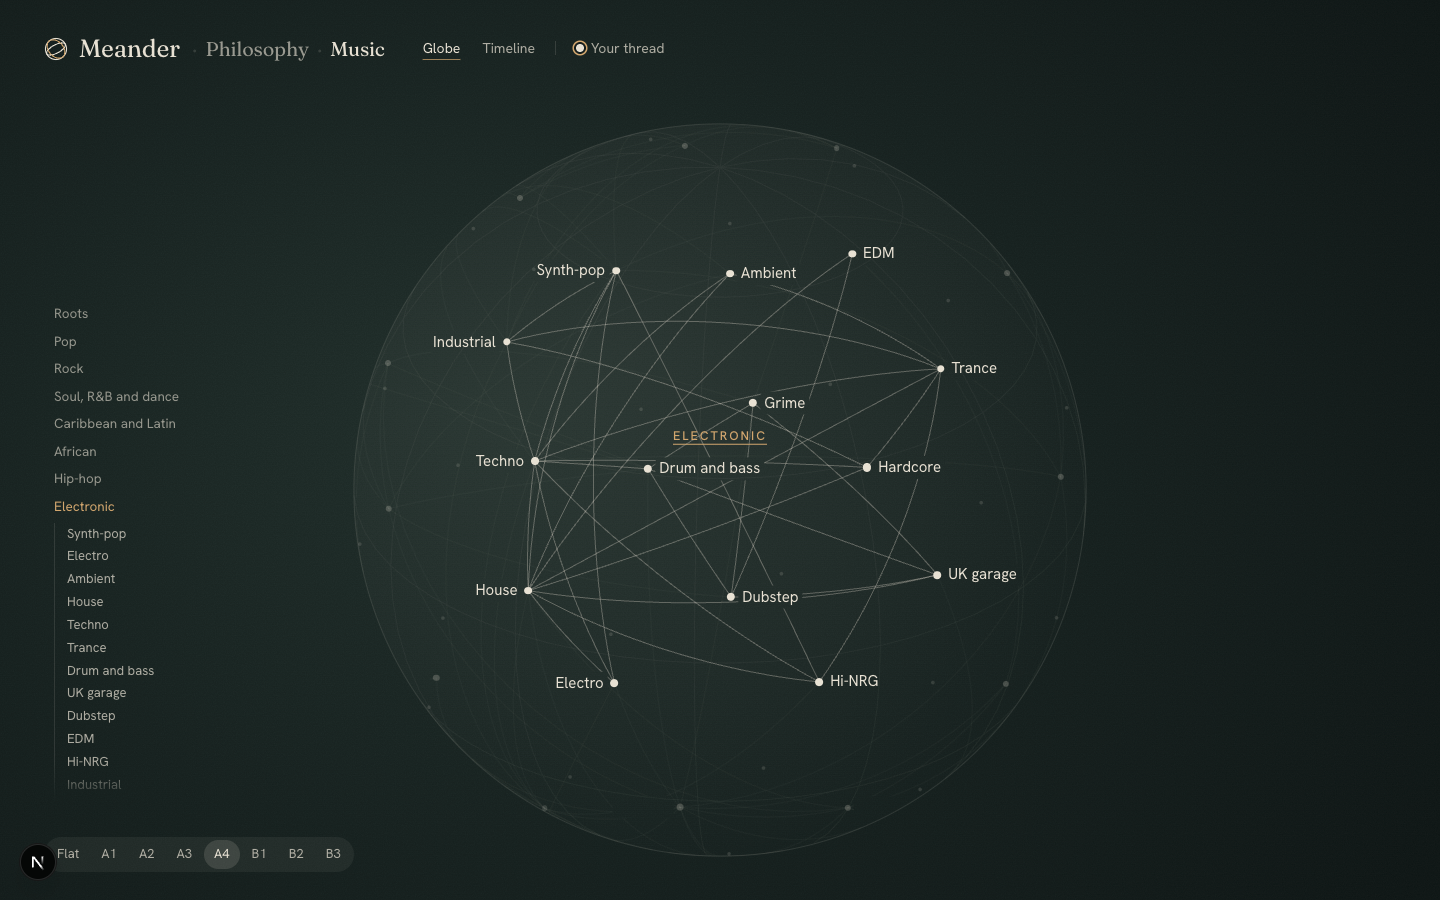 Meander · Philosophy · Music
Globe
Timeline
Your thread
EDM
Synth-pop
Ambient
Industrial
Trance
Grime
ELECTRONIC
Techno
Drum and bass
Hardcore
UK garage
House
Dubstep
Electro
Hi-NRG
Roots
Pop
Rock
Soul, R&B and dance
Caribbean and Latin
African
Hip-hop
Electronic
Synth-pop
Electro
Ambient
House
Techno
Trance
Drum and bass
UK garage
Dubstep
EDM
Hi-NRG
Industrial
N
Flat A1 A2 A3 A4 B1 B2 B3